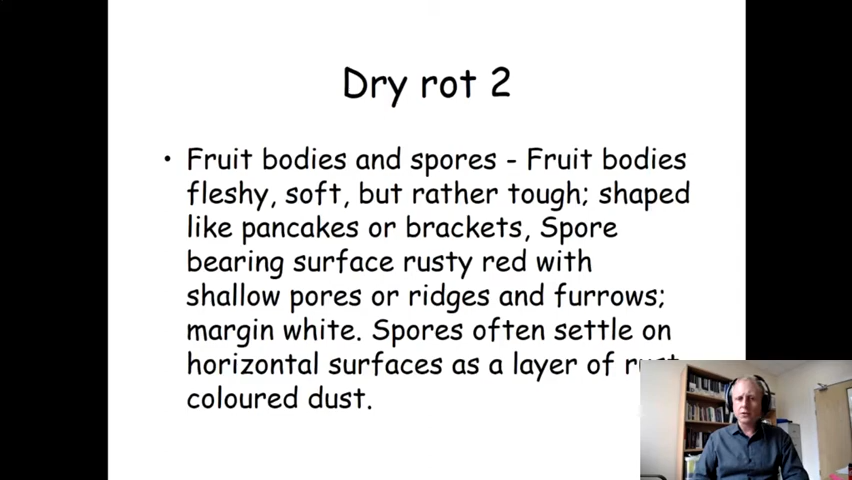 Dry rot 2
• Fruit bodies and spores - Fruit bodies
fleshy, soft, but rather tough; shaped
like pancakes or brackets, Spore
bearing surface rusty red with
shallow pores or ridges and furrows;
margin white. Spores often settle on
horizontal surfaces as a layer of rust
coloured dust.